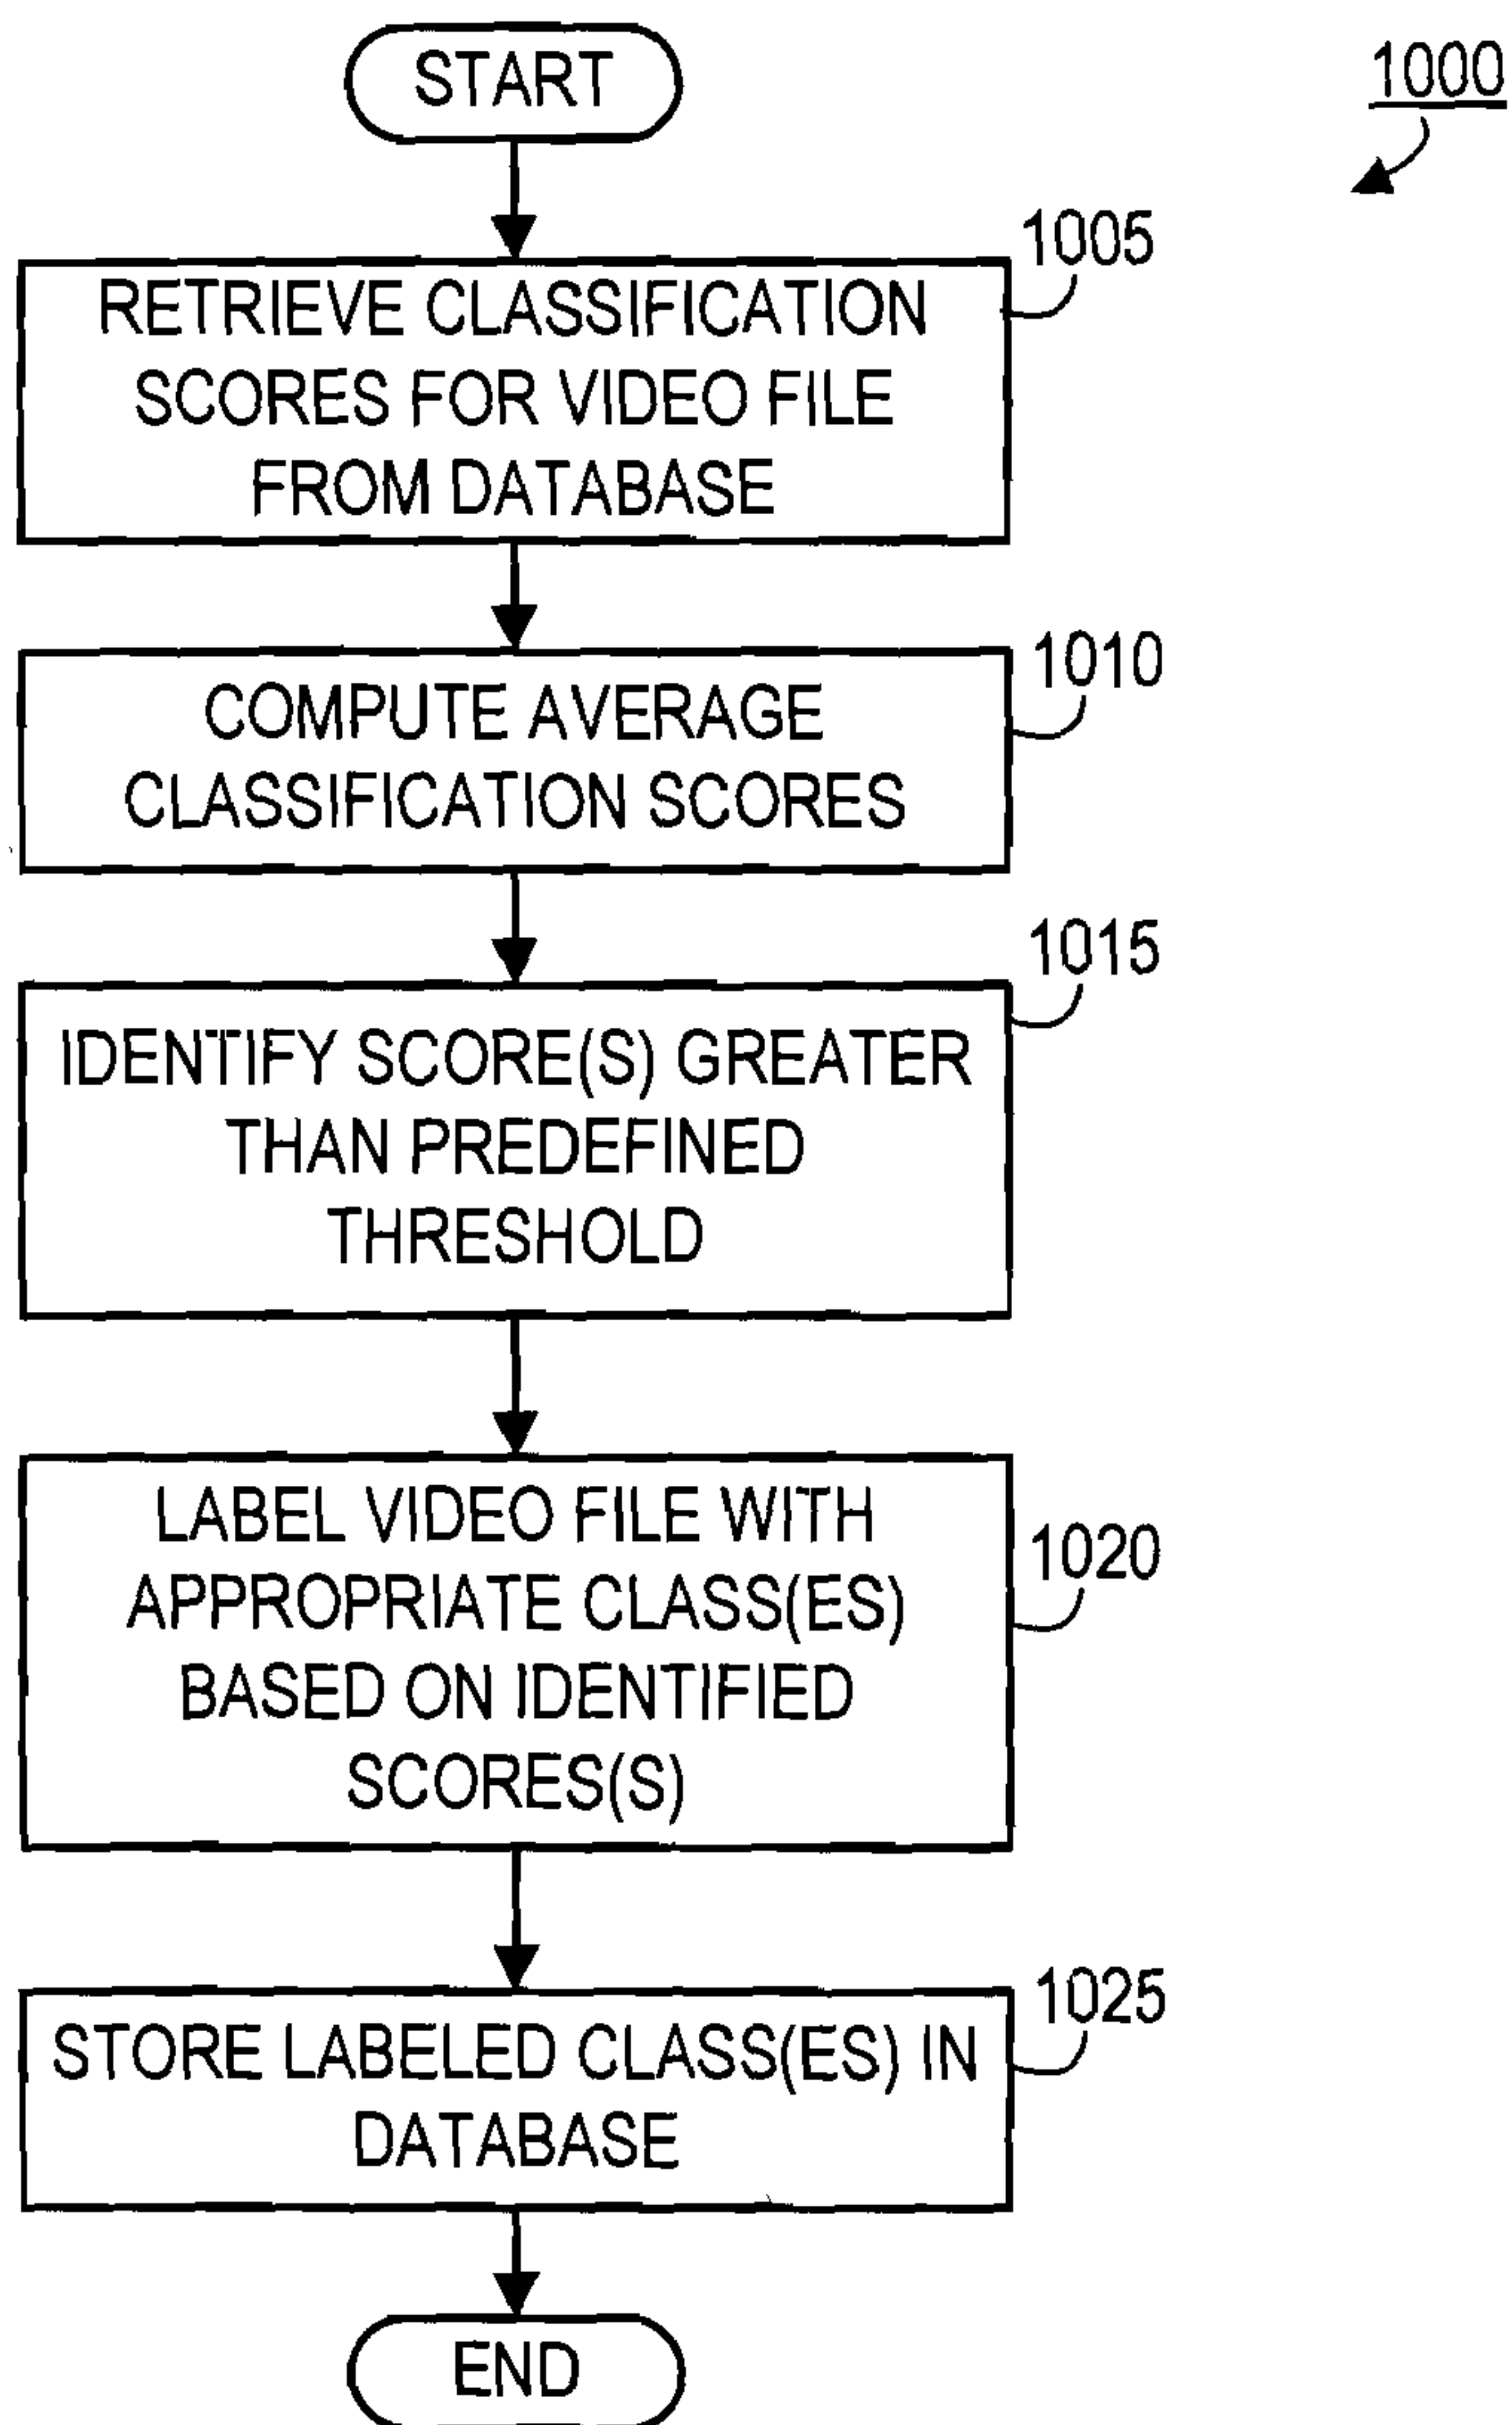 START
1000
1005
RETRIEVE CLASSIFICATION
SCORES FOR VIDEO FILE
FROM DATABASE
1010
COMPUTE AVERAGE
CLASSIFICATION SCORES
1015
IDENTIFY SCORE(S) GREATER
THAN PREDEFINED
THRESHOLD
LABEL VIDEO FILE WITH
1020
APPROPRIATE CLASS(ES)
BASED ON IDENTIFIED
SCORES(S)
1025
STORE LABELED CLASS(ES) IN
DATABASE
END